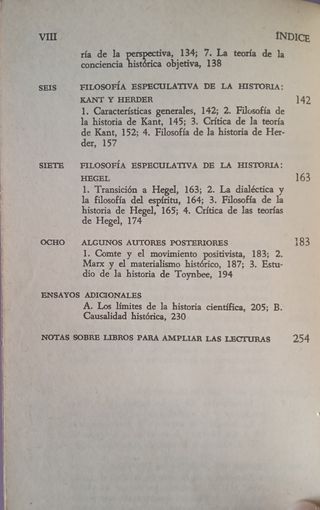 VIII ÍNDICE
ría de la perspectiva, 134; 7. La teoría de la
conciencia histórica objetiva, 138
SEIS FILOSOFÍA ESPECULATIVA DE LA HISTORIA:
KANT Y HERDER 142
1. Características generales, 142; 2. Filosofía de
la historia de Kant, 145; 3. Crítica de la teoría
de Kant, 152; 4. Filosofía de la historia de Her-
der, 157
SIETE FILOSOFÍA ESPECULATIVA DE LA HISTORIA:
HEGEL 163
1. Transición a Hegel, 163; 2. La dialéctica y
la filosofía del espíritu, 164; 3. Filosofía de la
historia de Hegel, 165; 4. Crítica de las teorías
de Hegel, 174
OCHO ALGUNOS AUTORES POSTERIORES 183
1. Comte y el movimiento positivista, 183; 2.
Marx y el materialismo histórico, 187; 3. Estu-
dio de la historia de Toynbee, 194
ENSAYOS ADICIONALES
A. Los límites de la historia científica, 205; B.
Causalidad histórica, 230
NOTAS SOBRE LIBROS PARA AMPLIAR LAS LECTURAS 254